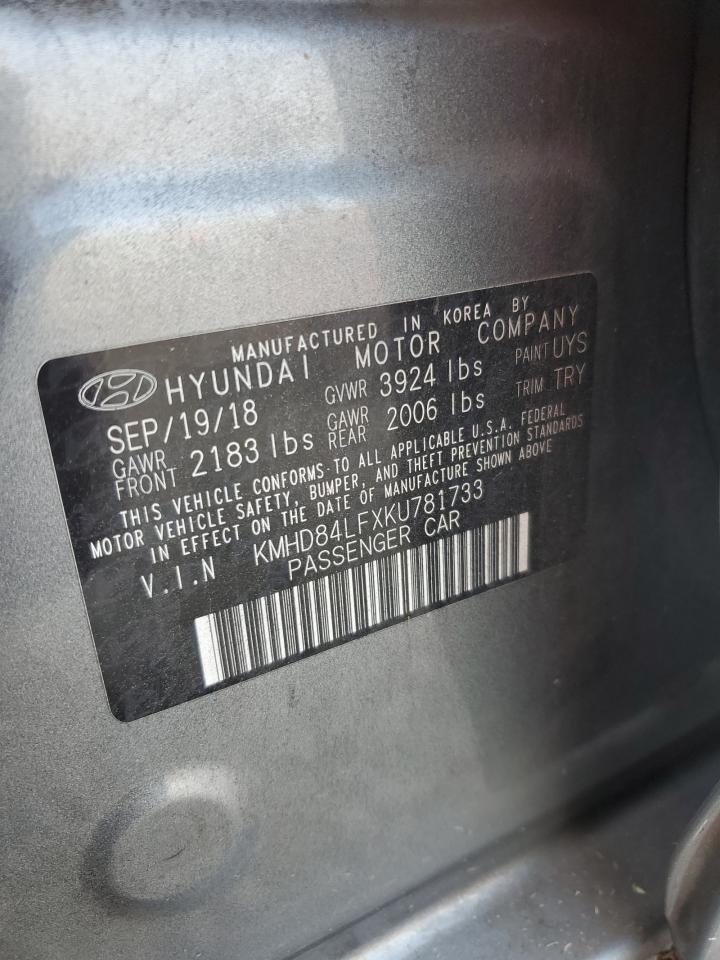 MANUFACTURED IN KOREA BY
HYUNDAI MOTOR COMPANY
SEP/19/18 GVWR 3924 lbs PAINT UYS
GAWR FRONT 2183 lbs GAWR REAR 2006 lbs TRIM TRY
THIS VEHICLE CONFORMS TO ALL APPLICABLE U.S.A. FEDERAL
MOTOR VEHICLE SAFETY, BUMPER, AND THEFT PREVENTION STANDARDS
IN EFFECT ON THE DATE OF MANUFACTURE SHOWN ABOVE
V.I.N KMHD84LFXKU781733
PASSENGER CAR